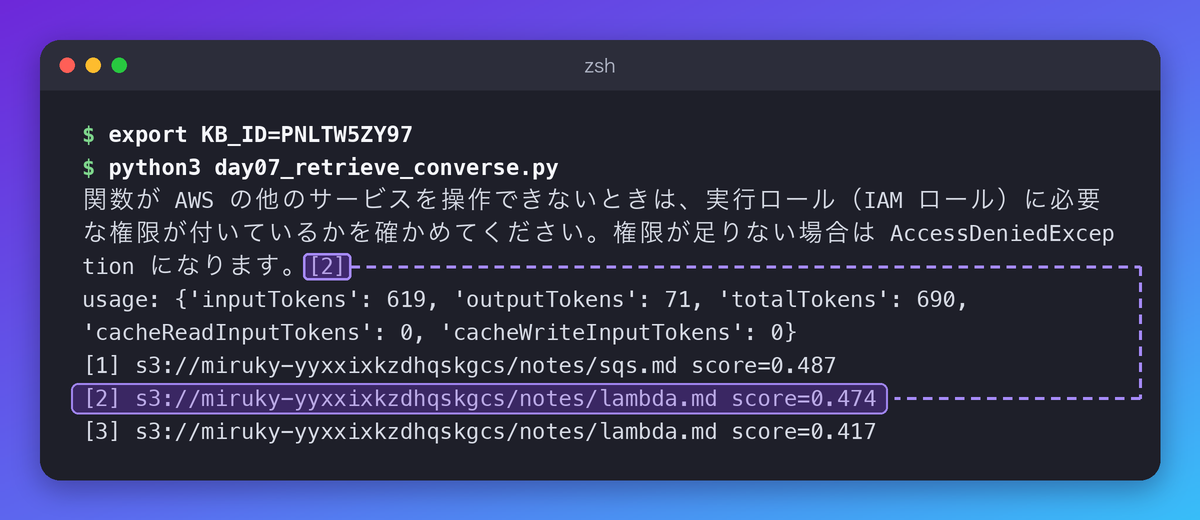 zsh
$ export KB_ID=PNLTW5ZY97
$ python3 day07_retrieve_converse.py
関数が AWS の他のサービスを操作できないときは、実行ロール（IAM ロール）に必要
な権限が付いているかを確かめてください。権限が足りない場合は AccessDeniedExcep
tion になります。[2]
usage: {'inputTokens': 619, 'outputTokens': 71, 'totalTokens': 690,
'cacheReadInputTokens': 0, 'cacheWriteInputTokens': 0}
[1] s3://miruky-yyxxixkzdhqskgcs/notes/sqs.md score=0.487
[2] s3://miruky-yyxxixkzdhqskgcs/notes/lambda.md score=0.474
[3] s3://miruky-yyxxixkzdhqskgcs/notes/lambda.md score=0.417